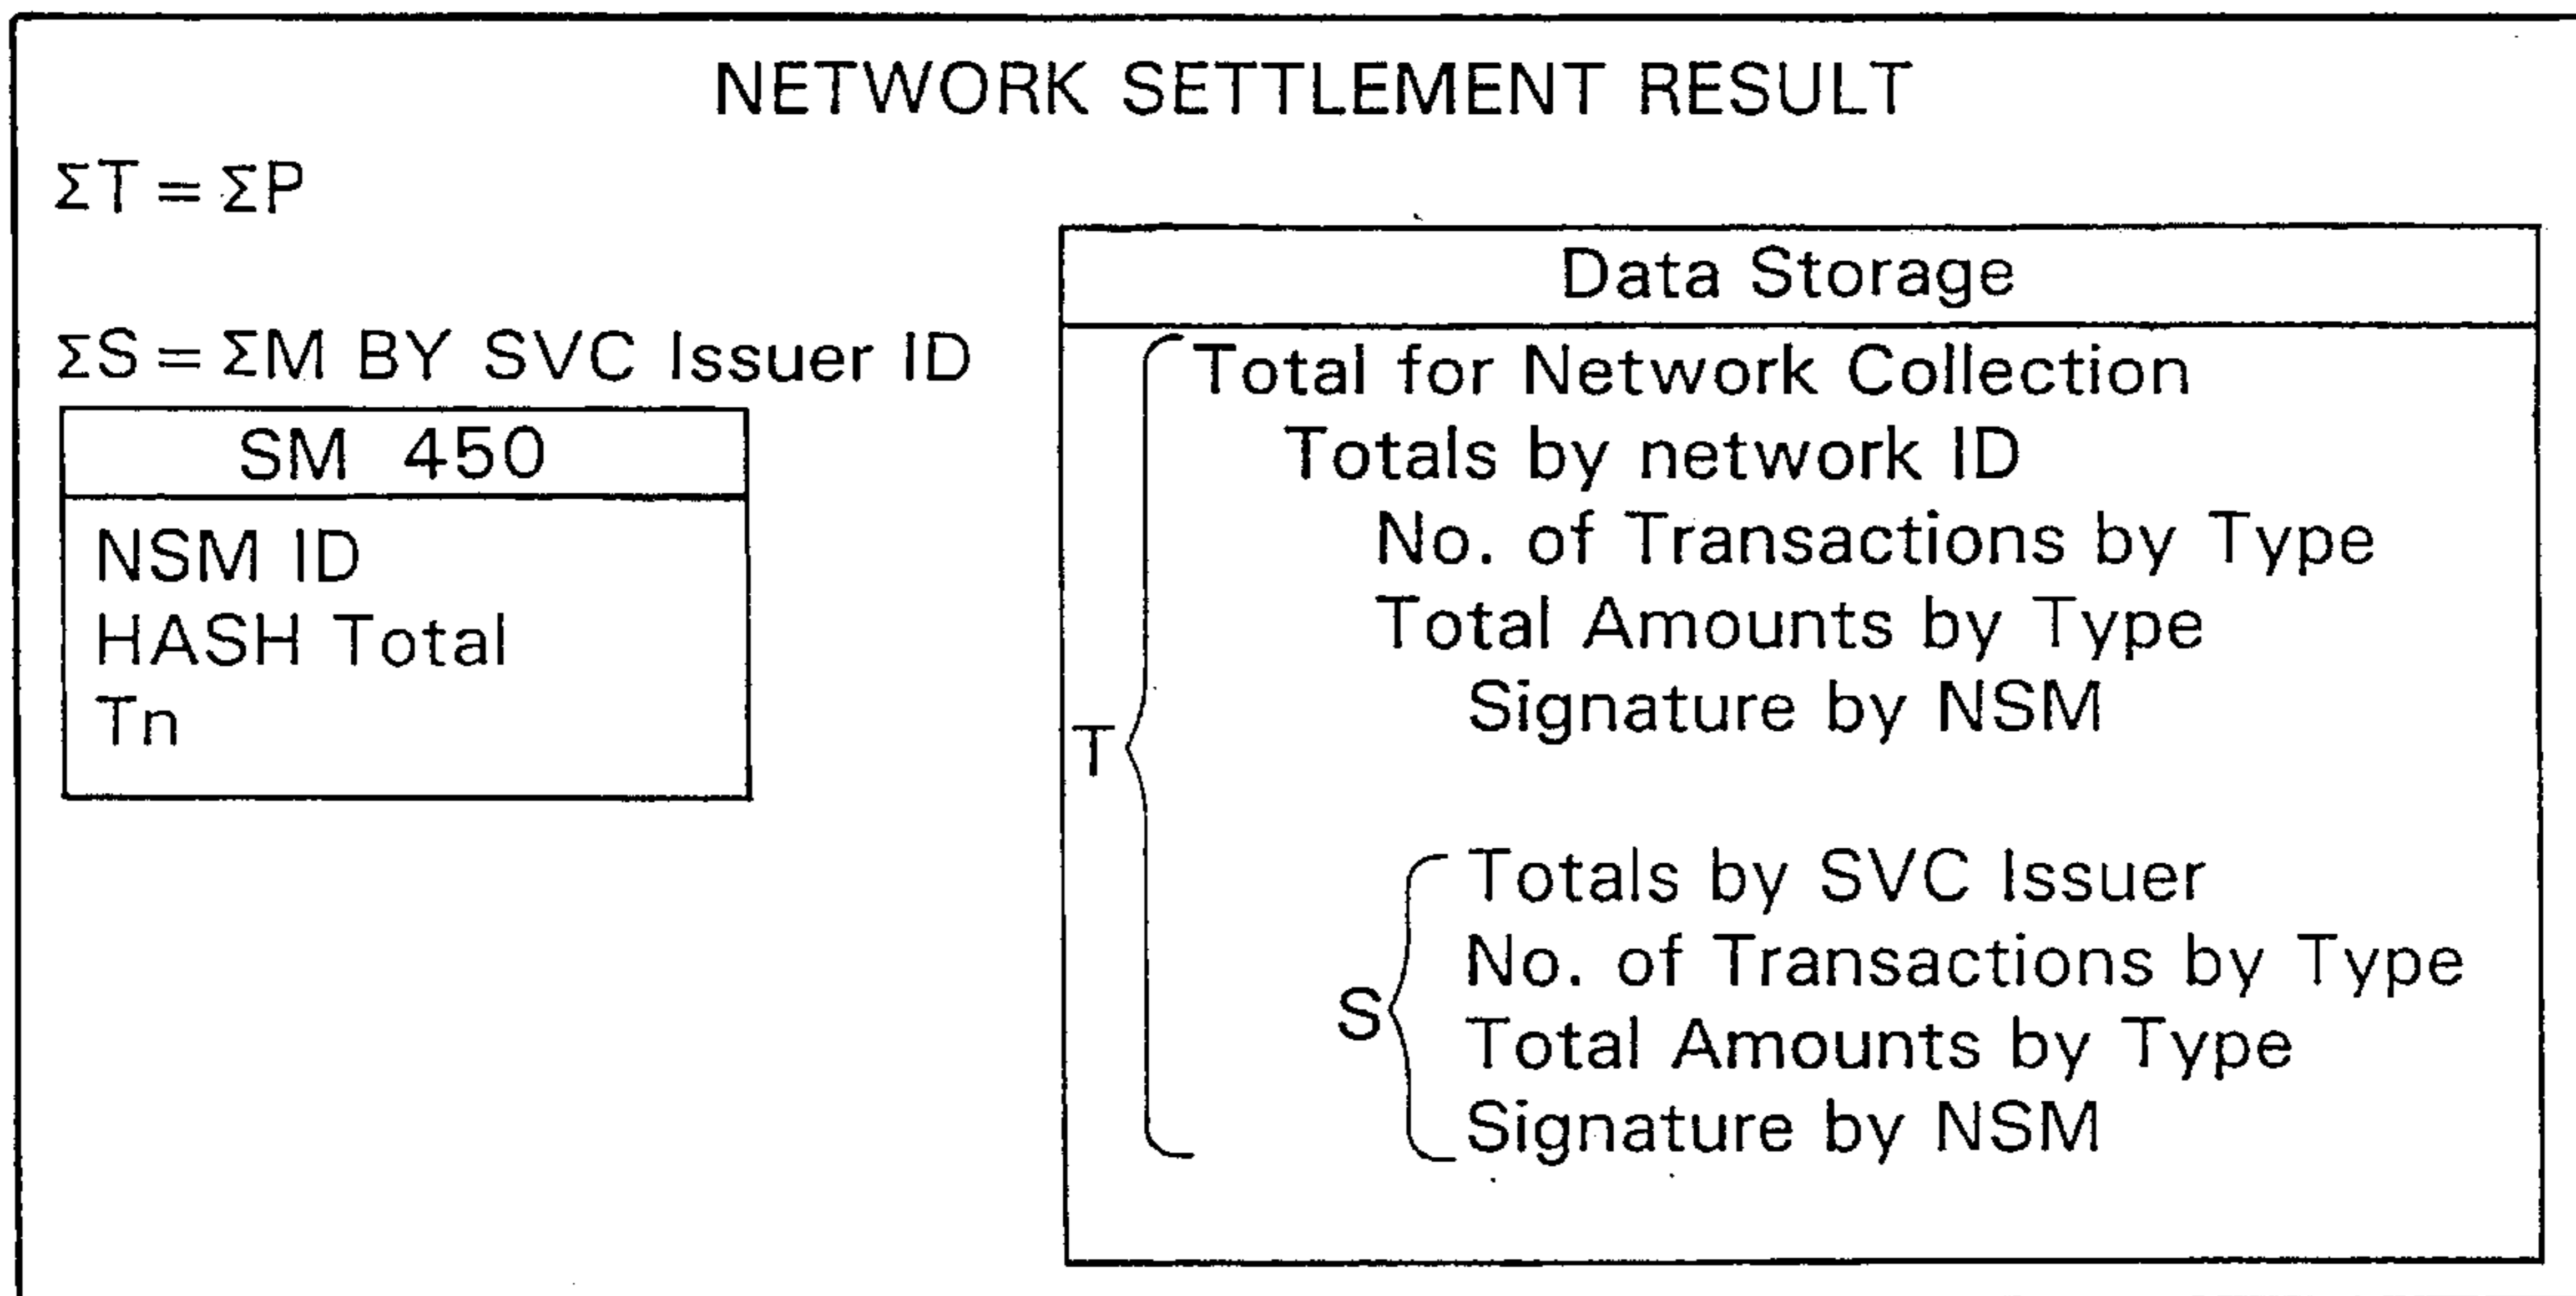 NETWORK SETTLEMENT RESULT
ΣT = ΣP
ΣS = ΣM BY SVC Issuer ID
SM 450
NSM ID
HASH Total
Tn
Data Storage
Total for Network Collection
Totals by network ID
No. of Transactions by Type
Total Amounts by Type
Signature by NSM
T
Totals by SVC Issuer
No. of Transactions by Type
S
Total Amounts by Type
Signature by NSM